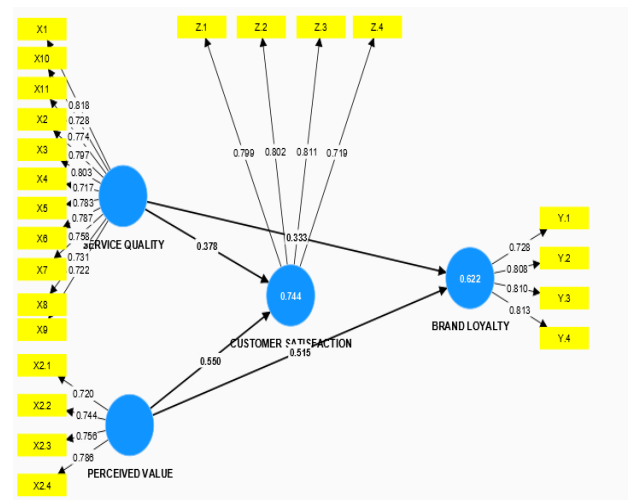 X1
X10
X11
X2
X3
X4
X5
X6
X7
X8
X9
0.818
0.728
0.774
0.797
0.803
0.717
0.783
0.787
0.758
0.731
0.722
SERVICE QUALITY
Z.1
Z.2
Z.3
Z.4
0.799
0.802
0.811
0.719
0.333
0.378
0.744
CUSTOMER SATISFACTION
0.550
0.515
0.622
BRAND LOYALTY
0.728
0.808
0.810
0.813
Y.1
Y.2
Y.3
Y.4
X2.1
X2.2
X2.3
X2.4
0.720
0.744
0.756
0.786
PERCEIVED VALUE